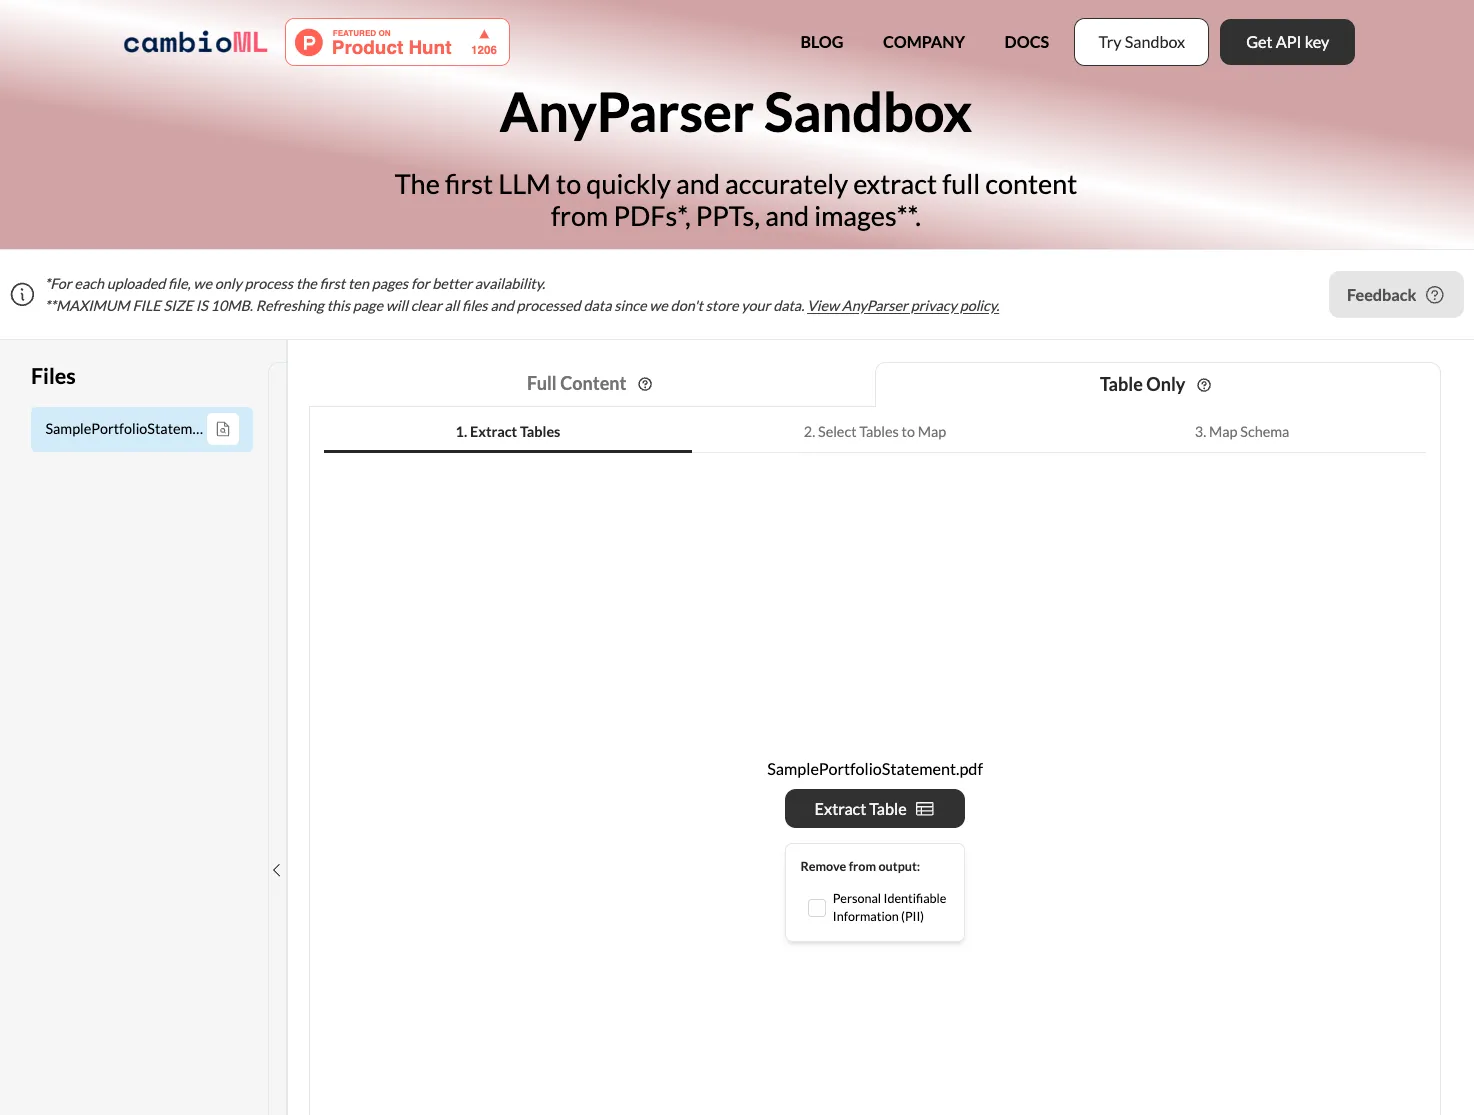 cambioML
P
FEATURED ON
Product Hunt
1206
BLOG
COMPANY
DOCS
Try Sandbox
Get API key
AnyParser Sandbox
The first LLM to quickly and accurately extract full content
from PDFs*, PPTs, and images**.
*For each uploaded file, we only process the first ten pages for better availability.
**MAXIMUM FILE SIZE IS 10MB. Refreshing this page will clear all files and processed data since we don't store your data. View AnyParser privacy policy.
Feedback
Files
SamplePortfolioStatem...
Full Content
Table Only
1. Extract Tables
2. Select Tables to Map
3. Map Schema
SamplePortfolioStatement.pdf
Extract Table
Remove from output:
Personal Identifiable
Information (PII)